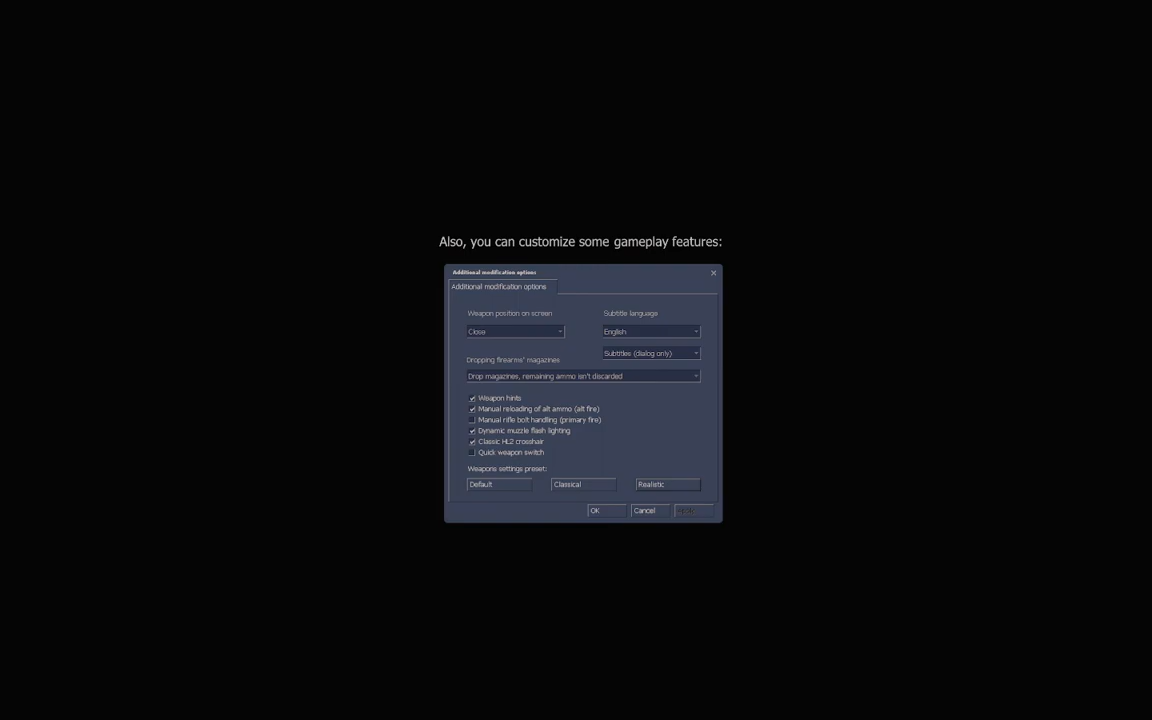 Also, you can customize some gameplay features:
Additional modification options
Additional modification options
Weapon position on screen
Subtitle language
Close
English
Subtitles (dialog only)
Dropping firearms' magazines
Drop magazines, remaining ammo isn't discarded
Weapon hints
Manual reloading of alt ammo (alt fire)
Manual rifle bolt handling (primary fire)
Dynamic muzzle flash lighting
Classic HL2 crosshair
Quick weapon switch
Weapons settings preset:
Default
Classical
Realistic
OK
Cancel
Apply